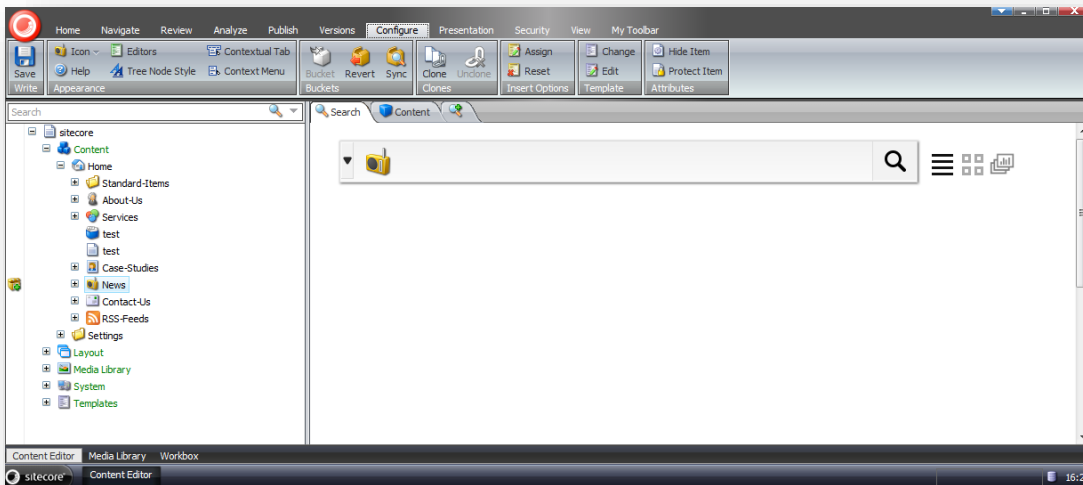 Home Navigate Review Analyze Publish Versions Configure Presentation Security View My Toolbar
Icon Editors Contextual Tab
Save Help Tree Node Style Context Menu Bucket Revert Sync Clone Unclone Assign Reset Change Edit Hide Item Protect Item
Write Appearance Buckets Clones Insert Options Template Attributes
Search Search Content
sitecore
Content
Home
Standard-Items
About-Us
Services
test
test
Case-Studies
News
Contact-Us
RSS-Feeds
Settings
Layout
Media Library
System
Templates
Content Editor Media Library Workbox
sitecore Content Editor